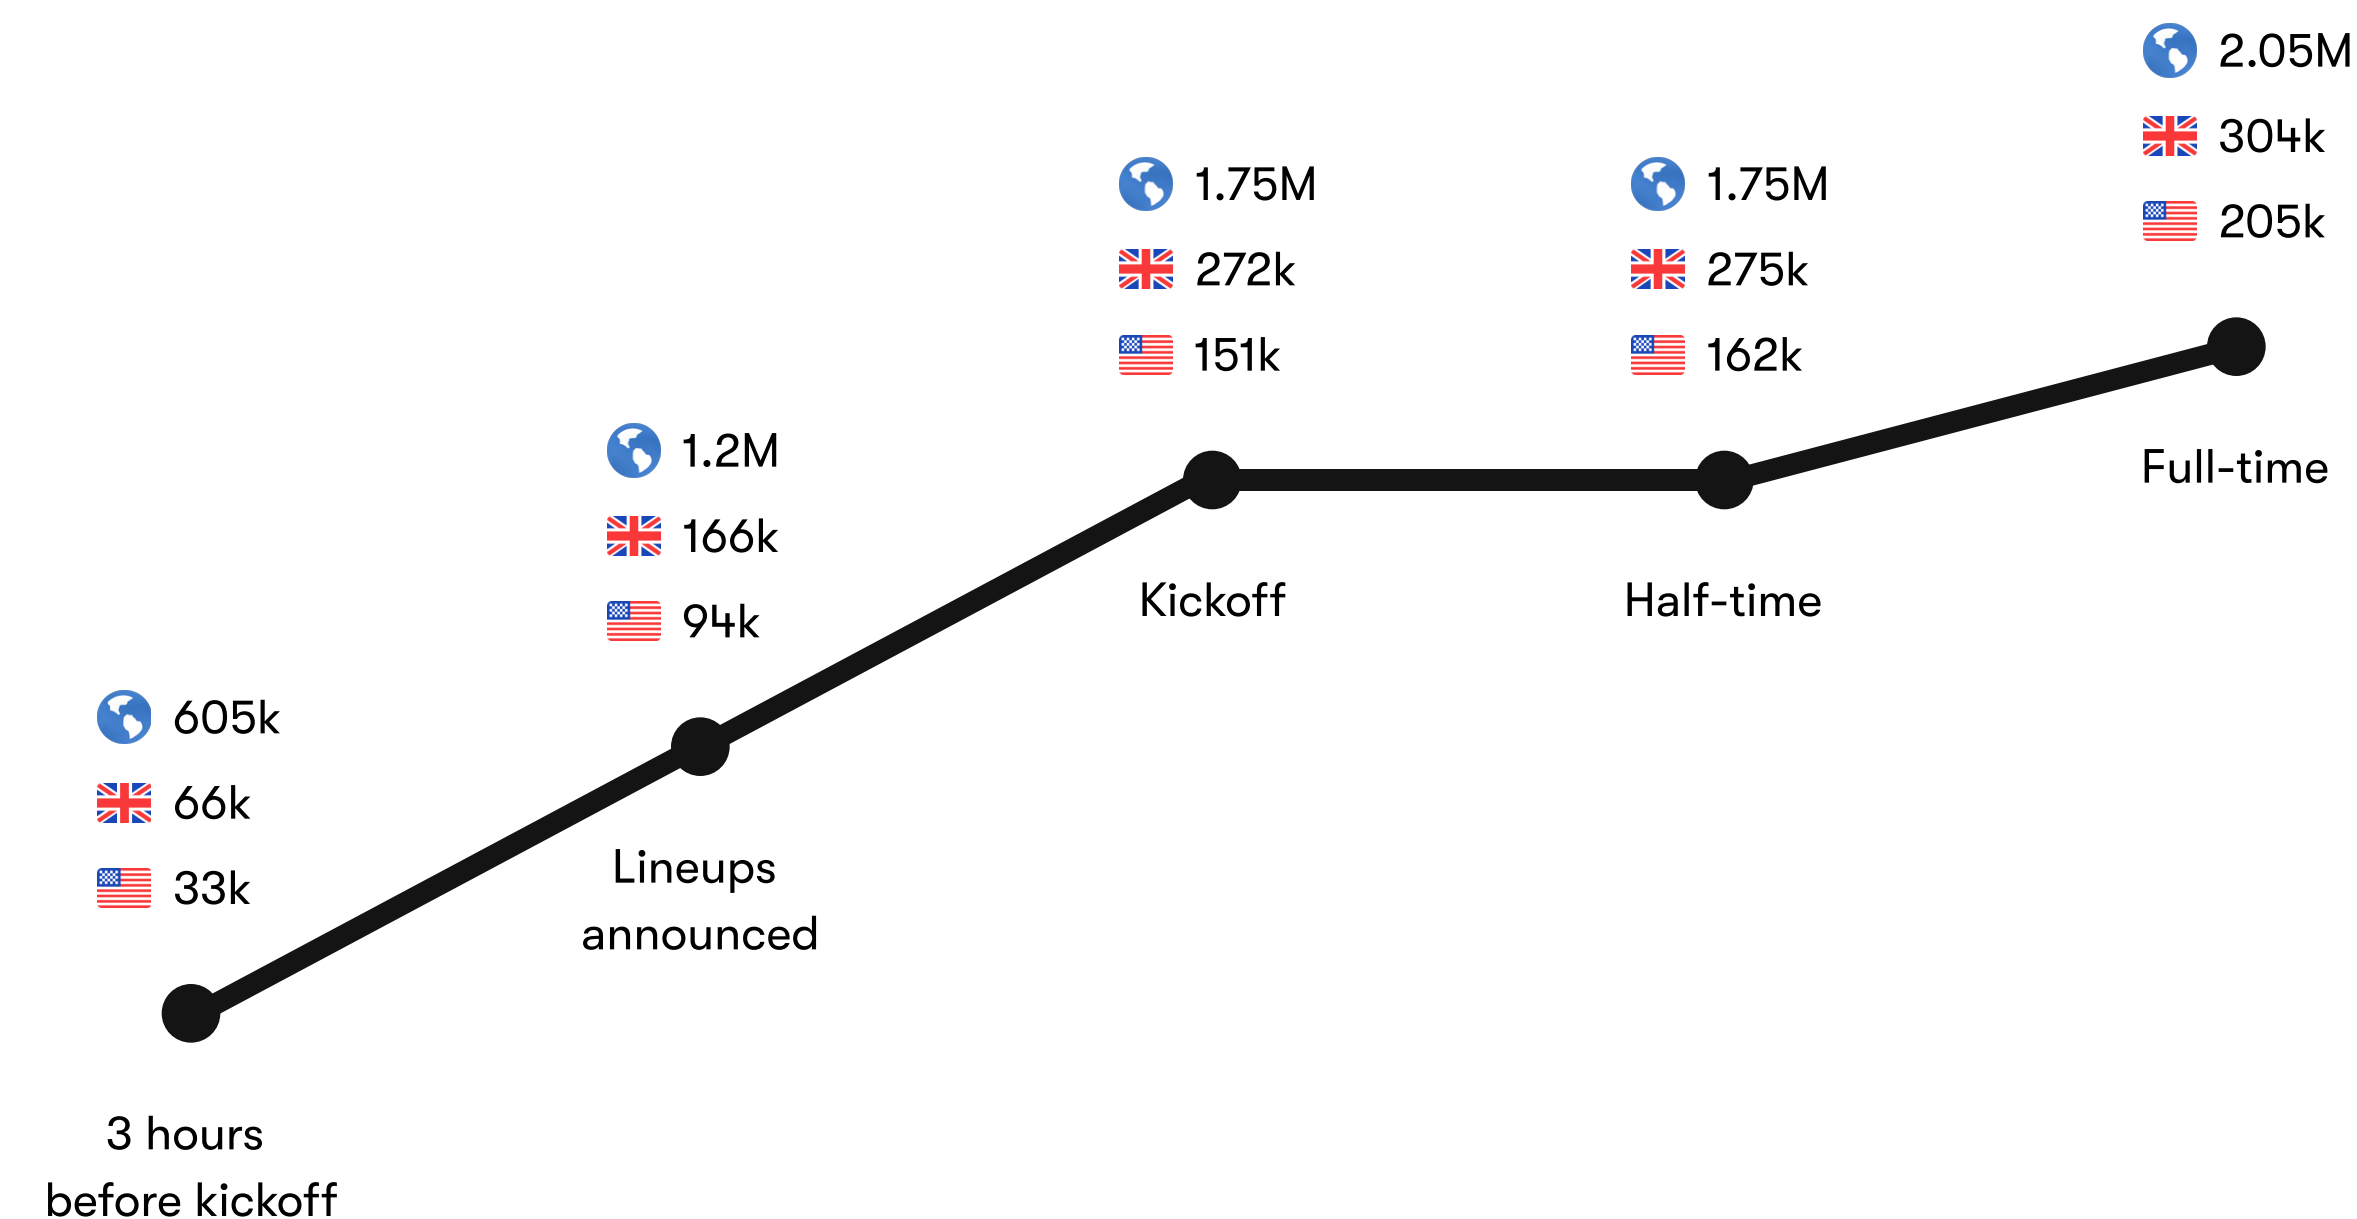 605k
66k
33k
3 hours
before kickoff
1.2M
166k
94k
Lineups
announced
1.75M
272k
151k
Kickoff
1.75M
275k
162k
Half-time
2.05M
304k
205k
Full-time